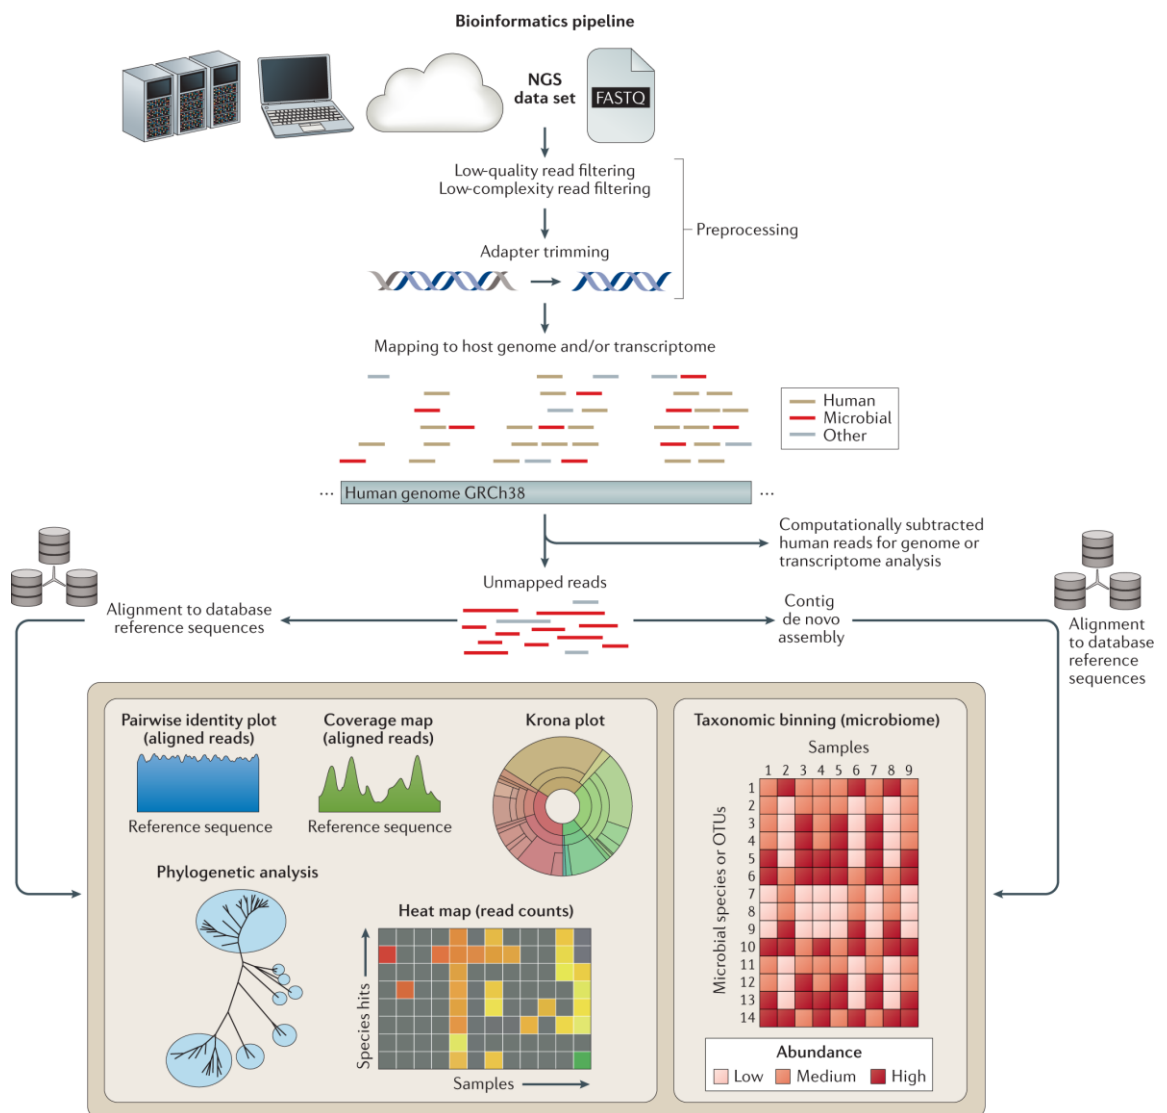 Bioinformatics pipeline
NGS
data set
FASTQ
Low-quality read filtering
Low-complexity read filtering
Preprocessing
Adapter trimming
Mapping to host genome and/or transcriptome
Human
Microbial
Other
... Human genome GRCh38 ...
Computationally subtracted
human reads for genome or
transcriptome analysis
Unmapped reads
Alignment to database
reference sequences
Contig
de novo
assembly
Alignment
to database
reference
sequences
Pairwise identity plot
(aligned reads)
Reference sequence
Coverage map
(aligned reads)
Reference sequence
Krona plot
Phylogenetic analysis
Heat map (read counts)
Species hits
Samples
Taxonomic binning (microbiome)
Samples
1 2 3 4 5 6 7 8 9
Microbial species or OTUs
1
2
3
4
5
6
7
8
9
10
11
12
13
14
Abundance
Low
Medium
High